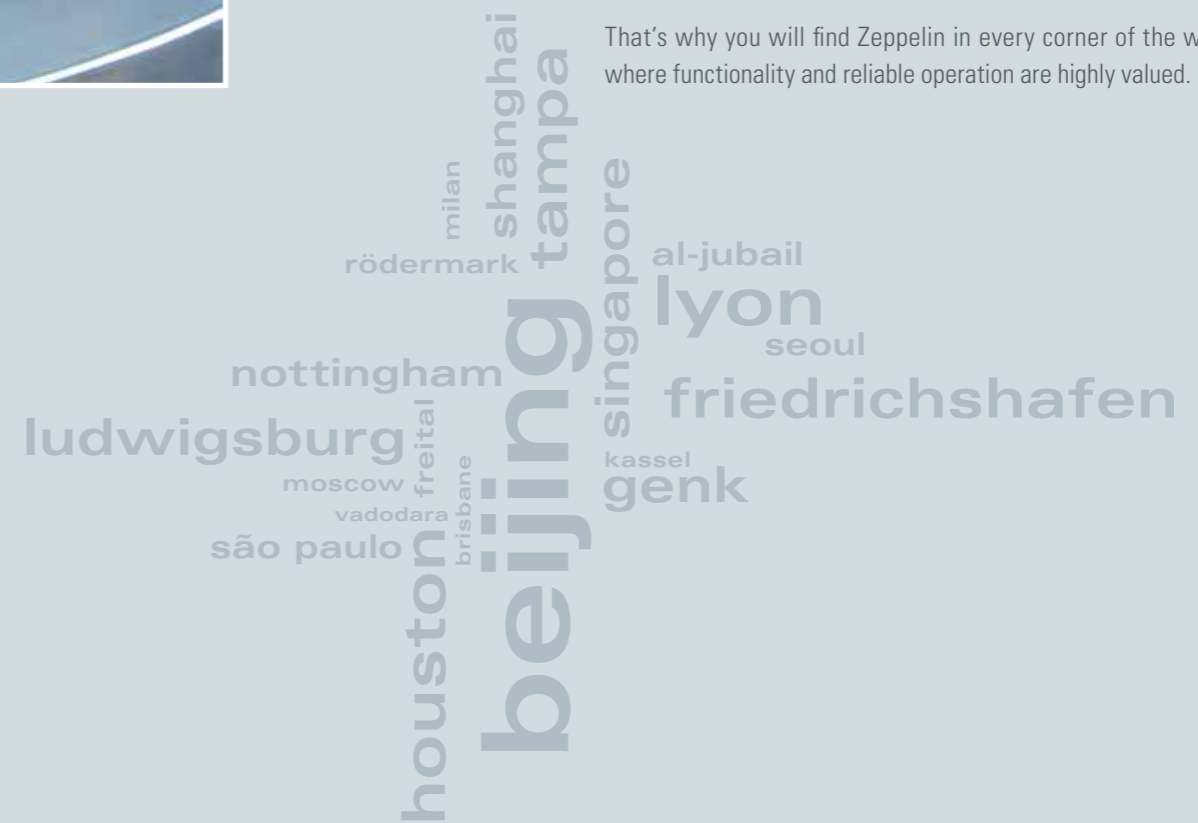 That's why you will find Zeppelin in every corner of the
where functionality and reliable operation are highly valued.
shanghai
tampa
milan
singapore
rödermark
al-jubail
lyon
seoul
nottingham
beijing
friedrichshafen
ludwigsburg
freital
kassel
genk
moscow
brisbane
vadodara
são paulo
houston